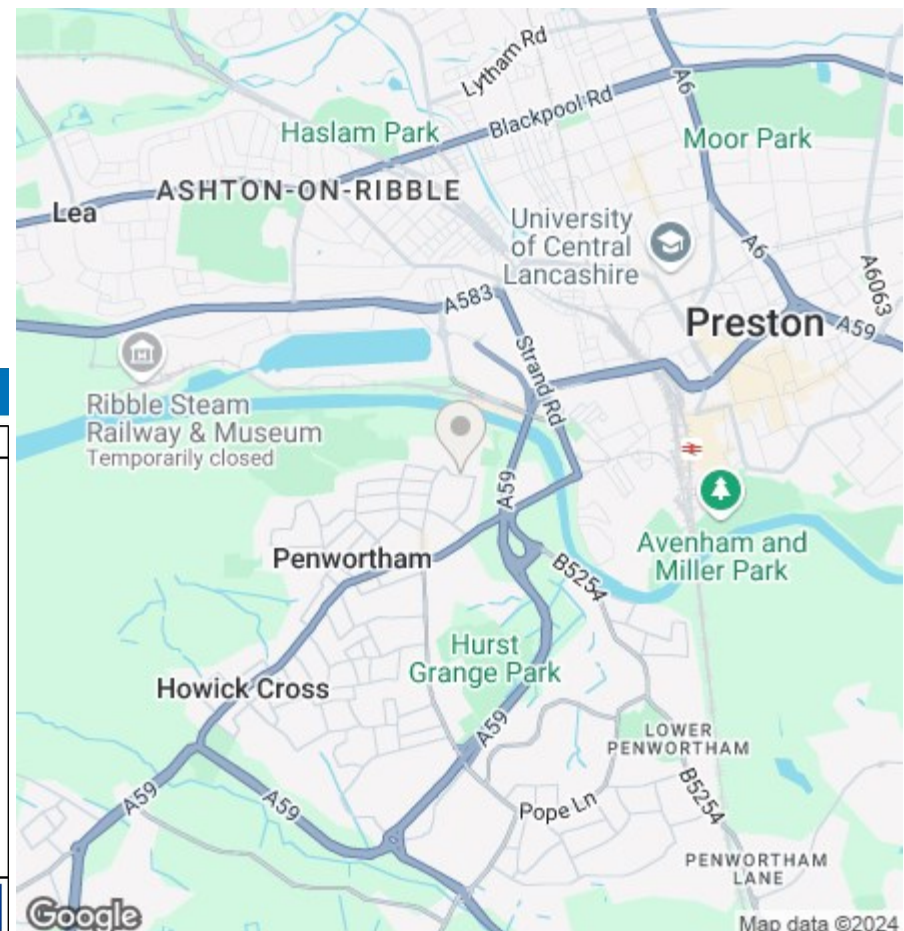 Lytham Rd
A6
Blackpool Rd
Haslam Park
Moor Park
ASHTON-ON-RIBBLE
Lea
University
of Central
Lancashire
A6
A6063
A583
Preston
A59
Strand Rd
Ribble Steam
Railway & Museum
Temporarily closed
A59
Penwortham
Avenham and
Miller Park
B5254
Hurst
Grange Park
Howick Cross
A59
LOWER
PENWORTHAM
A59
A59
Pope Ln
B5254
PENWORTHAM
LANE
Google
Map data ©2024